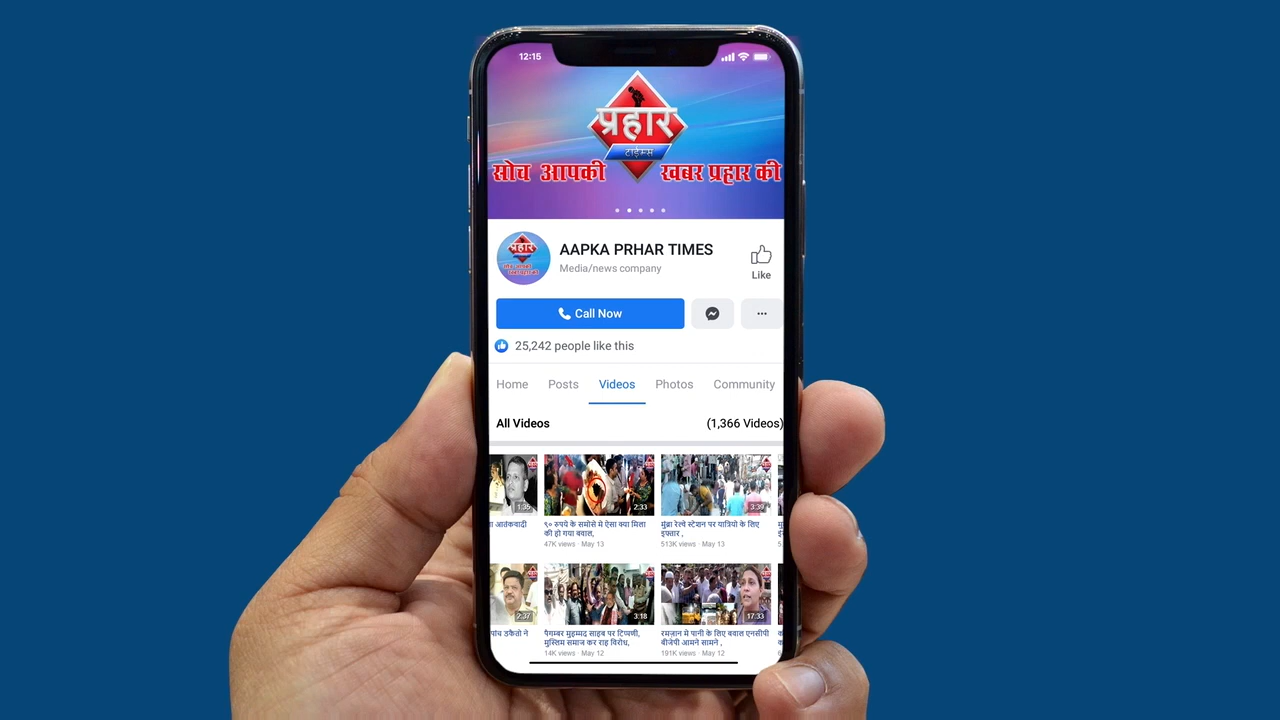 12:15
प्रहार
टाईमस
सोच आपकी खबर प्रहार की
प्रहार
AAPKA PRHAR TIMES
Media/news company
Like
Call Now
25,242 people like this
Home Posts Videos Photos Community
All Videos (1,366 Videos)
1:35 2:33 3:39
आतंकवादी ९० रुपये के समोसे मे ऐसा क्या मिला मुंब्रा रेल्वे स्टेशन पर यात्रियो के लिए
की हो गया बवाल, इफ्तार ,
47K views · May 13 513K views · May 13
2:37 3:18 17:33
पांच डकैतो ने पैगम्बर मुहम्मद साहब पर टिप्पणी, रमज़ान मे पानी के लिए बवाल एनसीपी
मुस्लिम समाज कर राह विरोध, बीजेपी आमने सामने ,
14K views · May 12 191K views · May 12